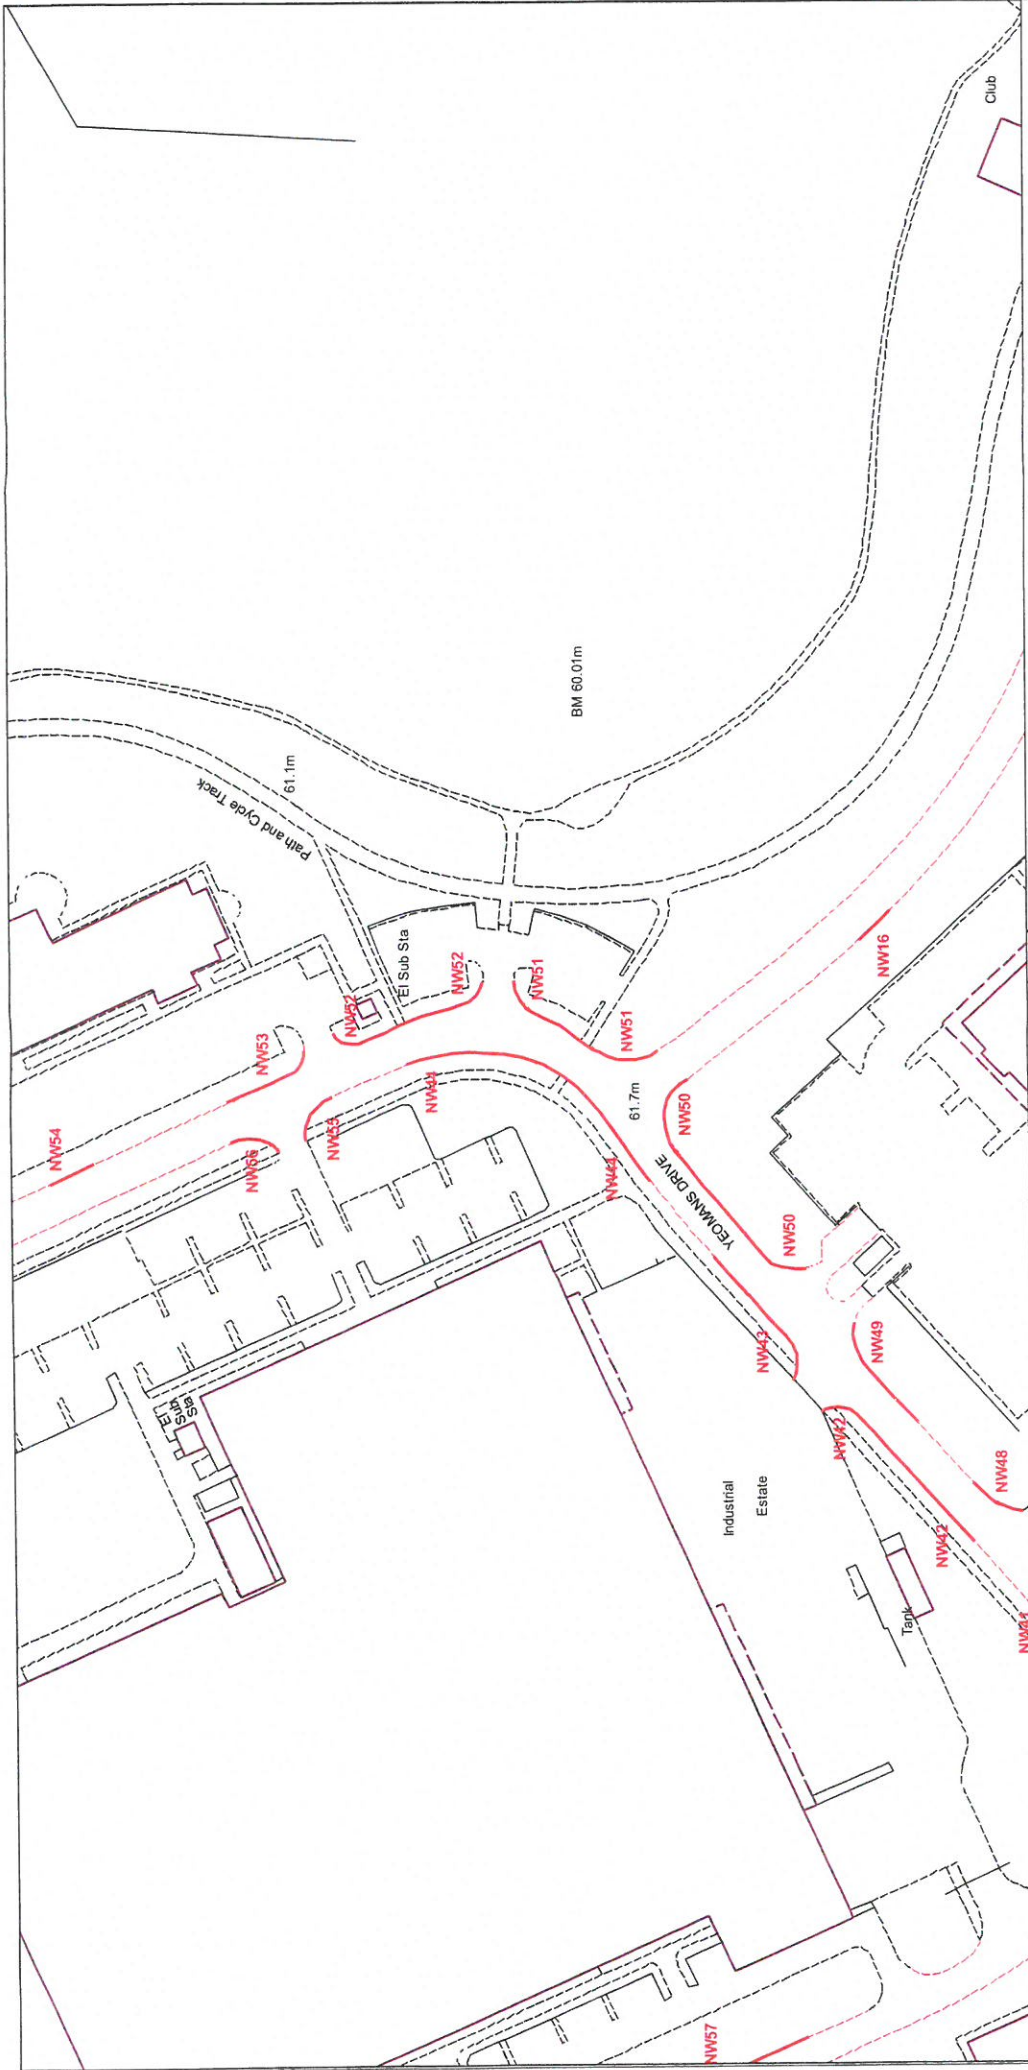 NW54
NW53
NW56
NW55
NW52
El Sub Sta
NW52
NW44
NW51
NW51
Path and Cycle Track
61.1m
BM 60.01m
Club
El
Sub
Sta
NW44
61.7m
NW50
YEOMANS DRIVE
NW50
NW16
NW43
NW49
NW42
NW48
NW42
Industrial
Estate
Tank
NW41
NW57